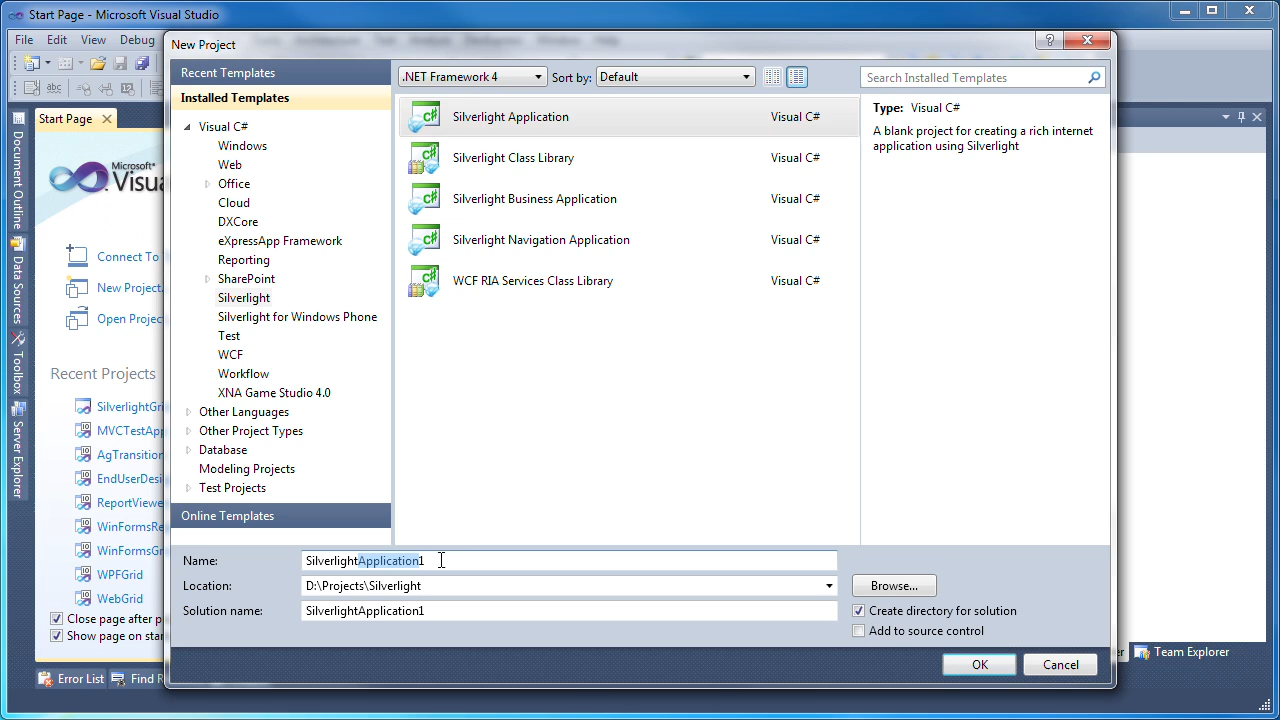 Start Page - Microsoft Visual Studio
File Edit View Debug
New Project
Recent Templates
Installed Templates
Visual C#
Windows
Web
Office
Cloud
DXCore
eXpressApp Framework
Reporting
SharePoint
Silverlight
Silverlight for Windows Phone
Test
WCF
Workflow
XNA Game Studio 4.0
Other Languages
Other Project Types
Database
Modeling Projects
Test Projects
Online Templates
.NET Framework 4
Sort by: Default
Search Installed Templates
Silverlight Application Visual C#
Silverlight Class Library Visual C#
Silverlight Business Application Visual C#
Silverlight Navigation Application Visual C#
WCF RIA Services Class Library Visual C#
Type: Visual C#
A blank project for creating a rich internet
application using Silverlight
Name: SilverlightApplication1
Location: D:\Projects\Silverlight
Browse...
Solution name: SilverlightApplication1
Create directory for solution
Add to source control
OK Cancel
Document Outline
Data Sources
Toolbox
Server Explorer
Start Page
Microsoft®
Visua
Connect To
New Project.
Open Projec
Recent Projects
SilverlightGri
MVCTestApp
AgTransition
EndUserDesi
ReportViewe
WinFormsRe
WinFormsGr
WPFGrid
WebGrid
Close page after p
Show page on star
Error List
Find R
Team Explorer